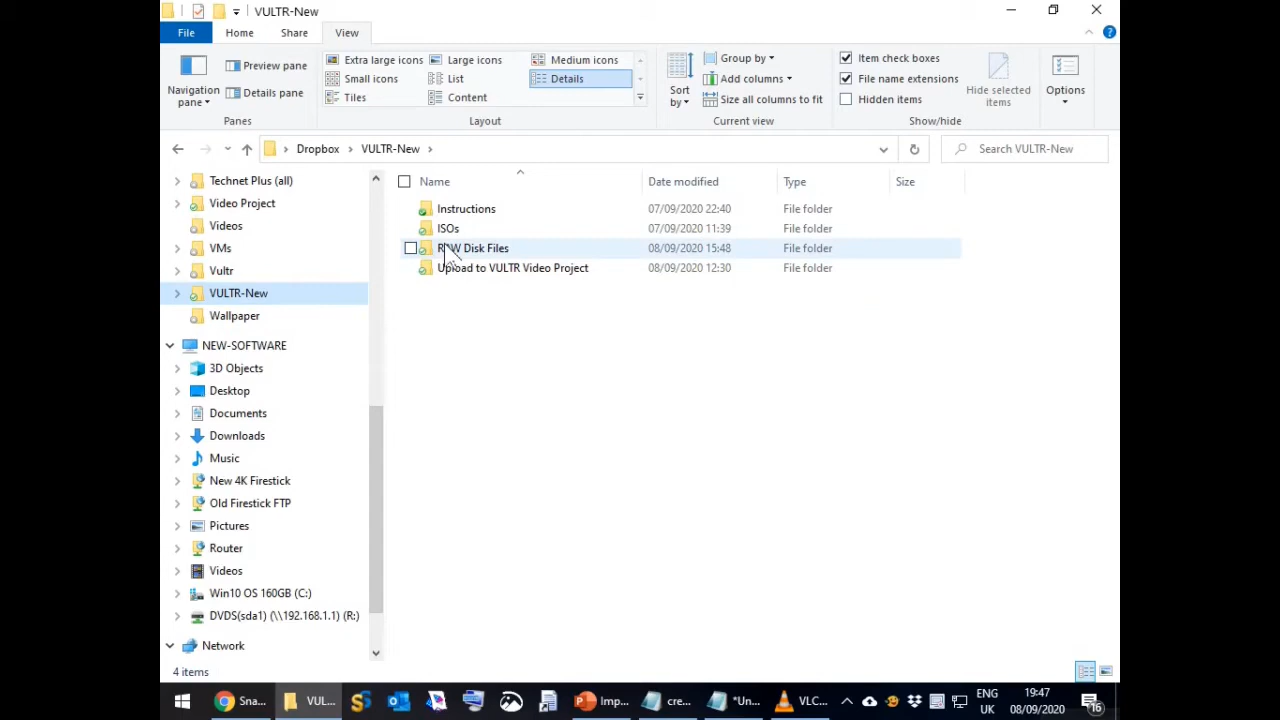 VULTR-New
File Home Share View
Extra large icons Large icons Medium icons
Small icons List Details
Tiles Content
Preview pane
Details pane
Navigation pane
Sort by
Group by
Add columns
Size all columns to fit
Item check boxes
File name extensions
Hidden items
Hide selected items
Options
Panes Layout Current view Show/hide
Dropbox VULTR-New Search VULTR-New
Name Date modified Type Size
Instructions 07/09/2020 22:40 File folder
ISOs 07/09/2020 11:39 File folder
RAW Disk Files 08/09/2020 15:48 File folder
Upload to VULTR Video Project 08/09/2020 12:30 File folder
Technet Plus (all)
Video Project
Videos
VMs
Vultr
VULTR-New
Wallpaper
NEW-SOFTWARE
3D Objects
Desktop
Documents
Downloads
Music
New 4K Firestick
Old Firestick FTP
Pictures
Router
Videos
Win10 OS 160GB (C:)
DVDS(sda1) (\\192.168.1.1) (R:)
Network
4 items
Sna... VUL... Imp... cre... *Un... VLC... ENG 19:47
UK 08/09/2020 16